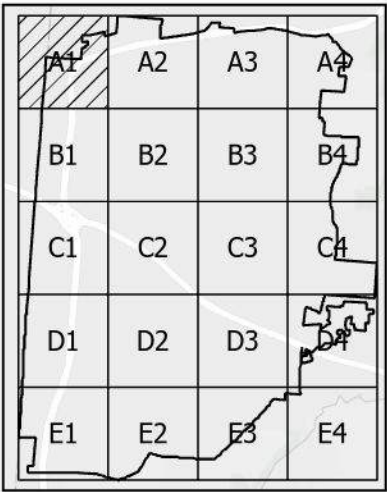 A1 A2 A3 A4
B1 B2 B3 B4
C1 C2 C3 C4
D1 D2 D3 D4
E1 E2 E3 E4